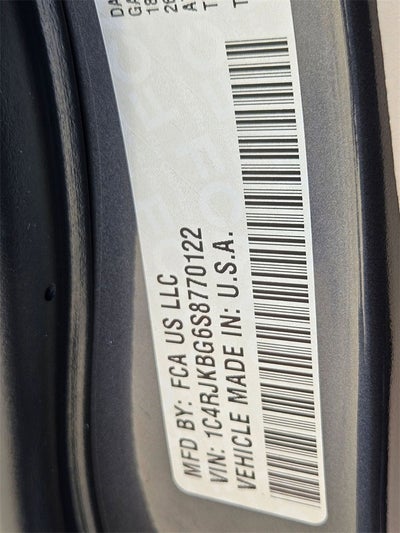 MFD BY: FCA US LLC
VIN: 1C4RJKBG6S8770122
VEHICLE MADE IN: U.S.A.